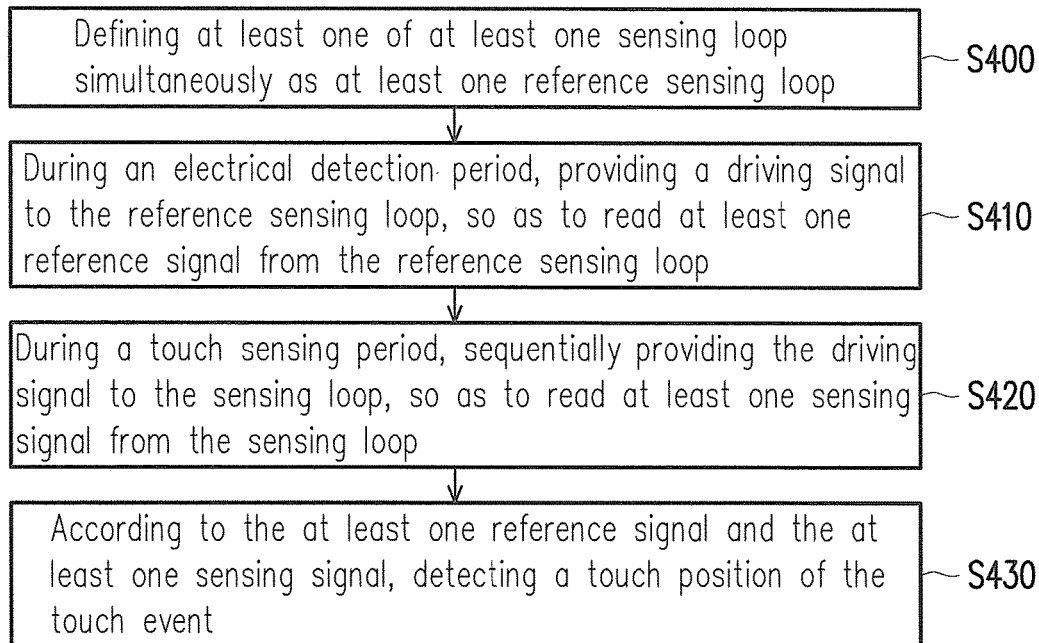 Defining at least one of at least one sensing loop
simultaneously as at least one reference sensing loop
S400
During an electrical detection period, providing a driving signal
to the reference sensing loop, so as to read at least one
reference signal from the reference sensing loop
S410
During a touch sensing period, sequentially providing the driving
signal to the sensing loop, so as to read at least one sensing
signal from the sensing loop
S420
According to the at least one reference signal and the at
least one sensing signal, detecting a touch position of the
touch event
S430